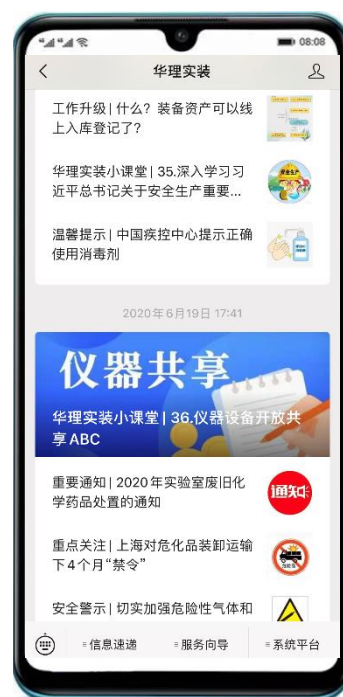 08:08
华理实装
工作升级|什么？装备资产可以线
上入库登记了？
华理实装小课堂|35.深入学习习
近平总书记关于安全生产重要...
安全生产
温馨提示|中国疾控中心提示正确
使用消毒剂
2020年6月19日 17:41
仪器共享
华理实装小课堂|36.仪器设备开放共
享ABC
重要通知|2020年实验室废旧化
学药品处置的通知
通知
重点关注|上海对危化品装卸运输
下4个月“禁令”
安全警示|切实加强危险性气体和
信息速递
服务向导
系统平台